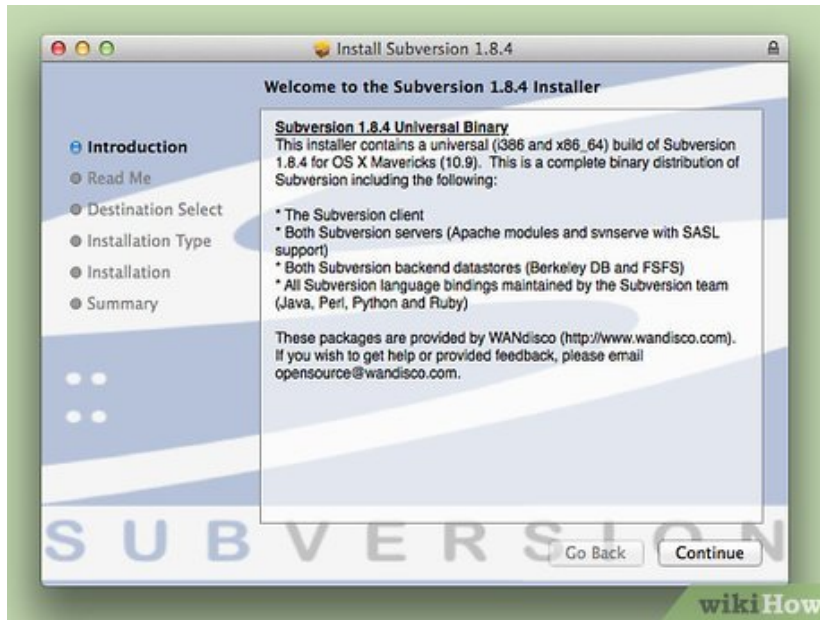 Install Subversion 1.8.4
Welcome to the Subversion 1.8.4 Installer
Introduction
Read Me
Destination Select
Installation Type
Installation
Summary
Subversion 1.8.4 Universal Binary
This installer contains a universal (i386 and x86_64) build of Subversion
1.8.4 for OS X Mavericks (10.9). This is a complete binary distribution of
Subversion including the following:
* The Subversion client
* Both Subversion servers (Apache modules and svnserve with SASL
support)
* Both Subversion backend datastores (Berkeley DB and FSFS)
* All Subversion language bindings maintained by the Subversion team
(Java, Perl, Python and Ruby)
These packages are provided by WANdisco (http://www.wandisco.com).
If you wish to get help or provided feedback, please email
opensource@wandisco.com.
SUBVERSION
Go Back
Continue
wikiHow